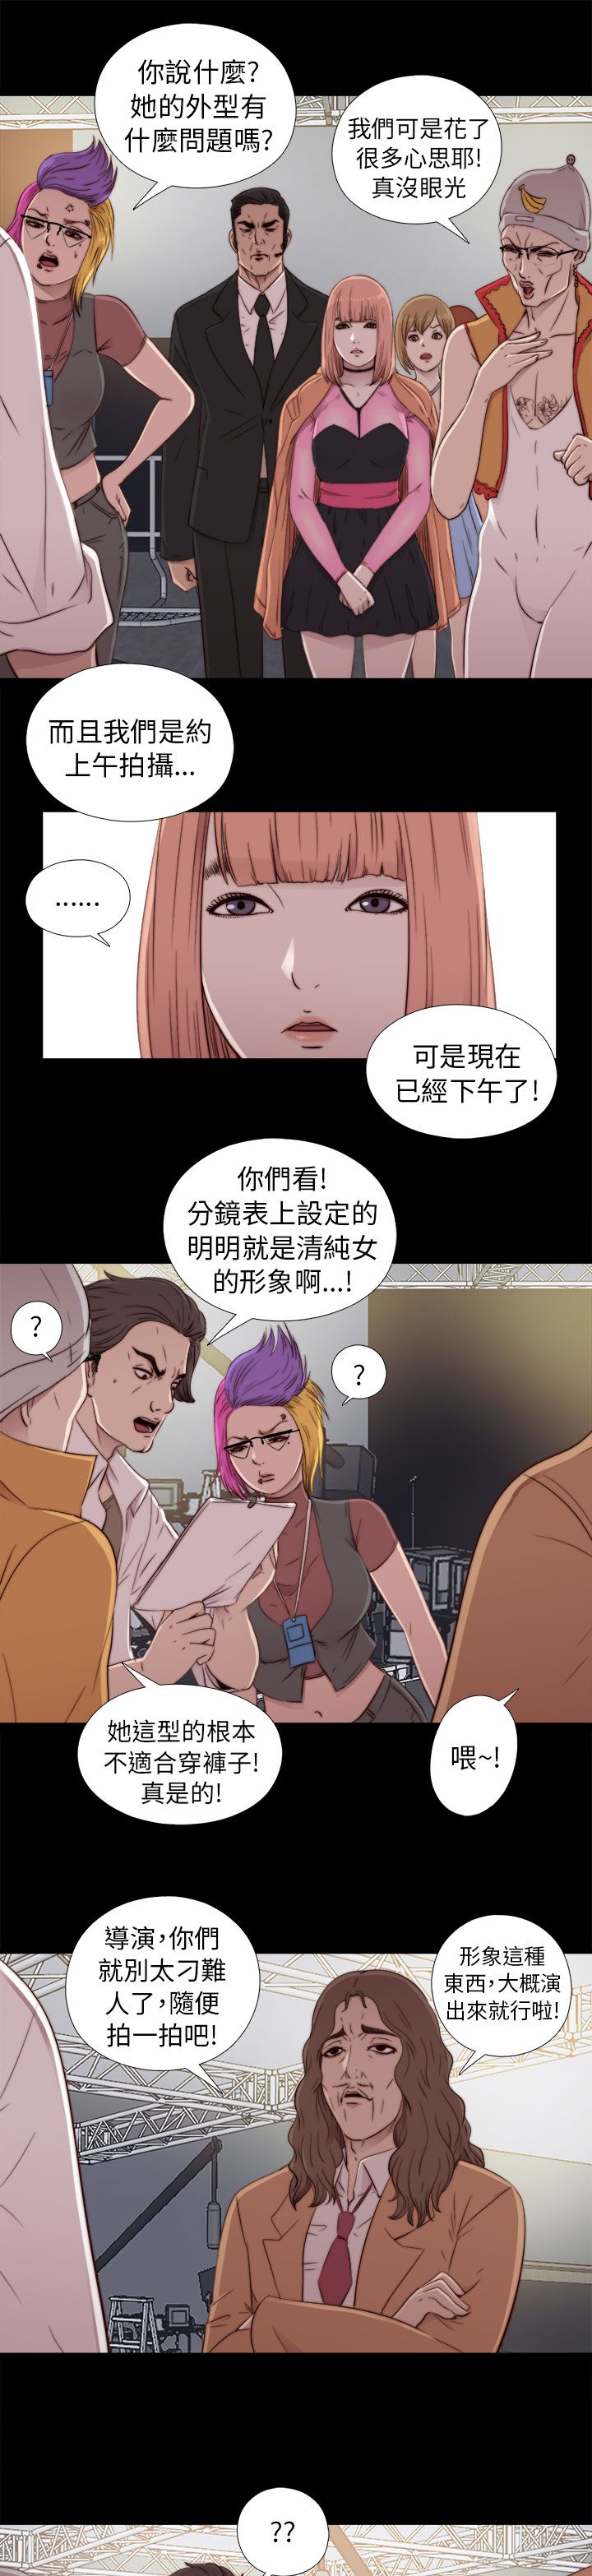 你說什麼?
她的外型有
什麼問題嗎?
我們可是花了
很多心思耶!
真沒眼光
而且我們是約
上午拍攝...
......
可是現在
已經下午了!
你們看!
分鏡表上設定的
明明就是清純女
的形象啊...!
?
?
她這型的根本
不適合穿褲子!
真是的!
喂~!
導演，你們
就別太刁難
人了，隨便
拍一拍吧!
形象這種
東西，大概演
出來就行啦!
??